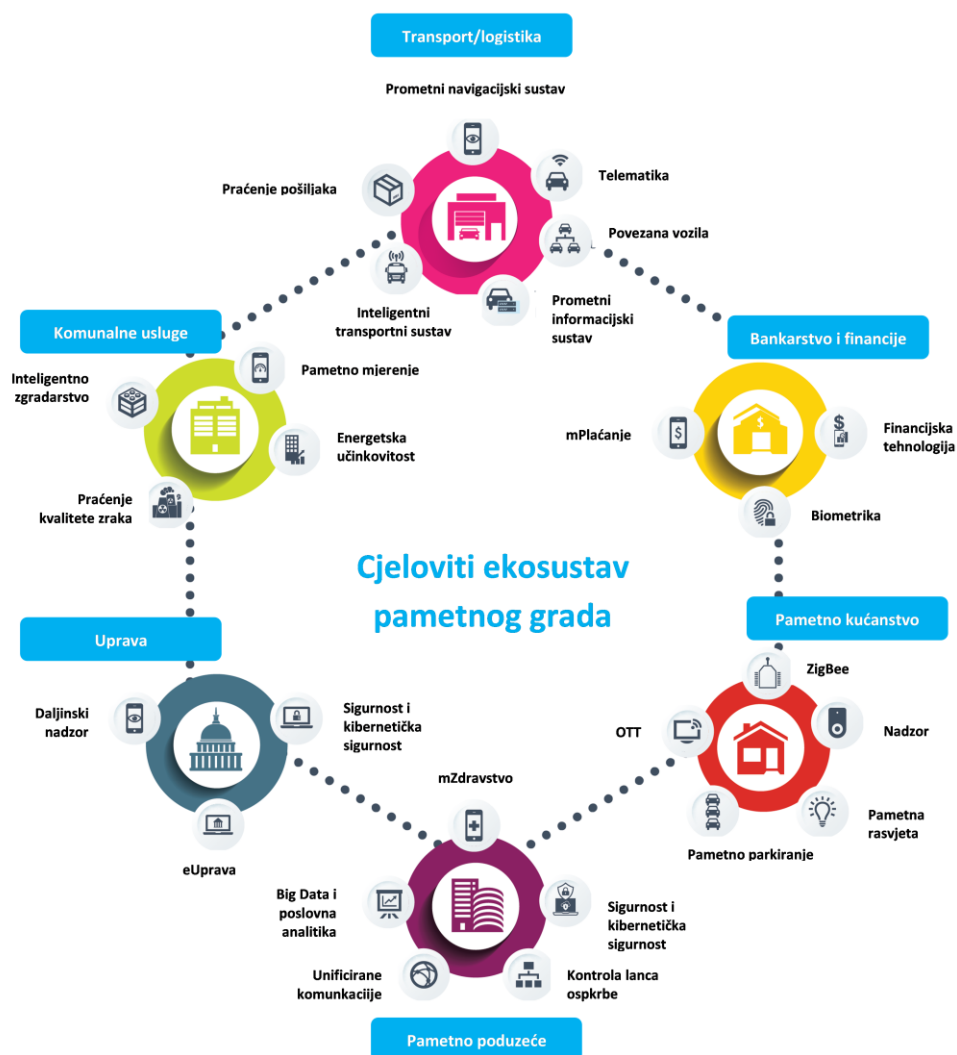 Transport/logistika
Prometni navigacijski sustav
Praćenje pošiljaka
Telematika
Povezana vozila
Inteligentni
transportni sustav
Prometni
informacijski
sustav
Komunalne usluge
Inteligentno
zgradarstvo
Pametno mjerenje
Energetska
učinkovitost
Praćenje
kvalitete zraka
Bankarstvo i financije
mPlaćanje
Financijska
tehnologija
Biometrika
Cjeloviti ekosustav
pametnog grada
Uprava
Daljinski
nadzor
Sigurnost i
kibernetička
sigurnost
eUprava
Pametno kućanstvo
ZigBee
OTT
Nadzor
Pametno parkiranje
Pametna
rasvjeta
mZdravstvo
Big Data i
poslovna
analitika
Sigurnost i
kibernetička
sigurnost
Unificirane
komunkaciije
Kontrola lanca
ospkrbe
Pametno poduzeće